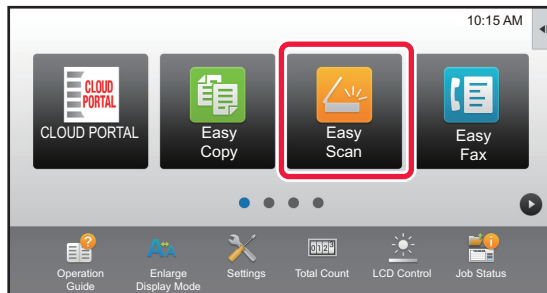 10:15 AM
CLOUD
PORTAL
CLOUD PORTAL
Easy
Copy
Easy
Scan
Easy
Fax
Operation
Guide
Enlarge
Display Mode
Settings
Total Count
LCD Control
Job Status